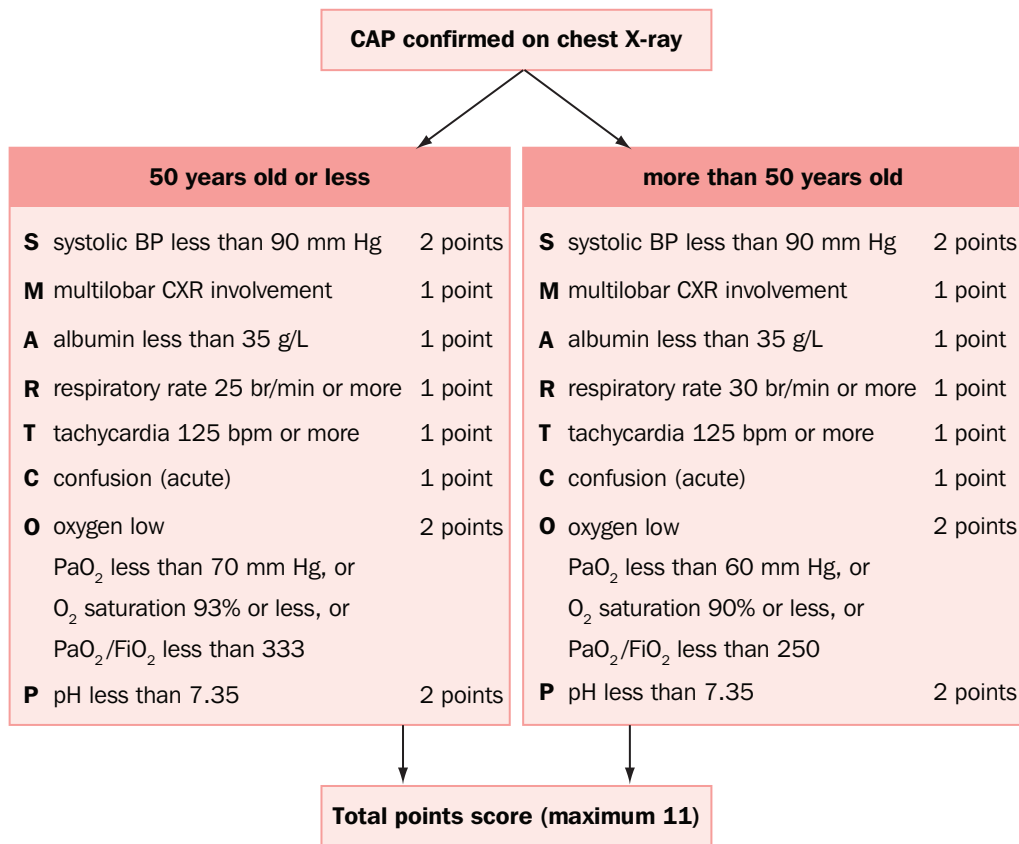 CAP confirmed on chest X-ray
50 years old or less
S systolic BP less than 90 mm Hg 2 points
M multilobar CXR involvement 1 point
A albumin less than 35 g/L 1 point
R respiratory rate 25 br/min or more 1 point
T tachycardia 125 bpm or more 1 point
C confusion (acute) 1 point
O oxygen low 2 points
PaO₂ less than 70 mm Hg, or
O₂ saturation 93% or less, or
PaO₂/FiO₂ less than 333
P pH less than 7.35 2 points
more than 50 years old
S systolic BP less than 90 mm Hg 2 points
M multilobar CXR involvement 1 point
A albumin less than 35 g/L 1 point
R respiratory rate 30 br/min or more 1 point
T tachycardia 125 bpm or more 1 point
C confusion (acute) 1 point
O oxygen low 2 points
PaO₂ less than 60 mm Hg, or
O₂ saturation 90% or less, or
PaO₂/FiO₂ less than 250
P pH less than 7.35 2 points
Total points score (maximum 11)